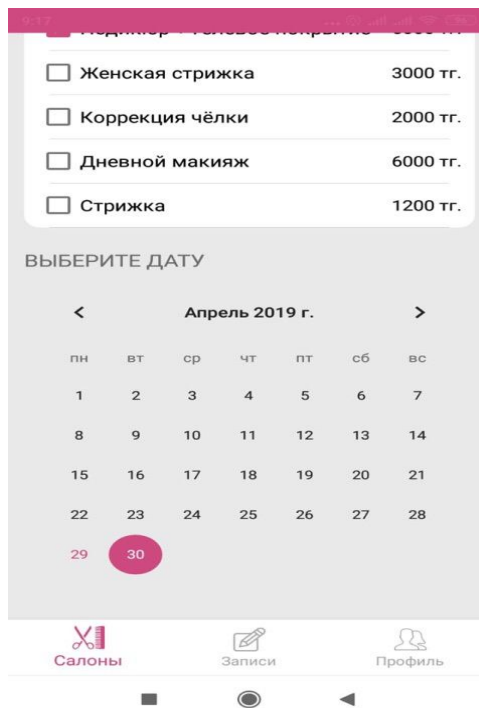 9:17
Женская стрижка 3000 тг.
Коррекция чёлки 2000 тг.
Дневной макияж 6000 тг.
Стрижка 1200 тг.
ВЫБЕРИТЕ ДАТУ
Апрель 2019 г.
пн вт ср чт пт сб вс
1 2 3 4 5 6 7
8 9 10 11 12 13 14
15 16 17 18 19 20 21
22 23 24 25 26 27 28
29 30
Салоны Записи Профиль